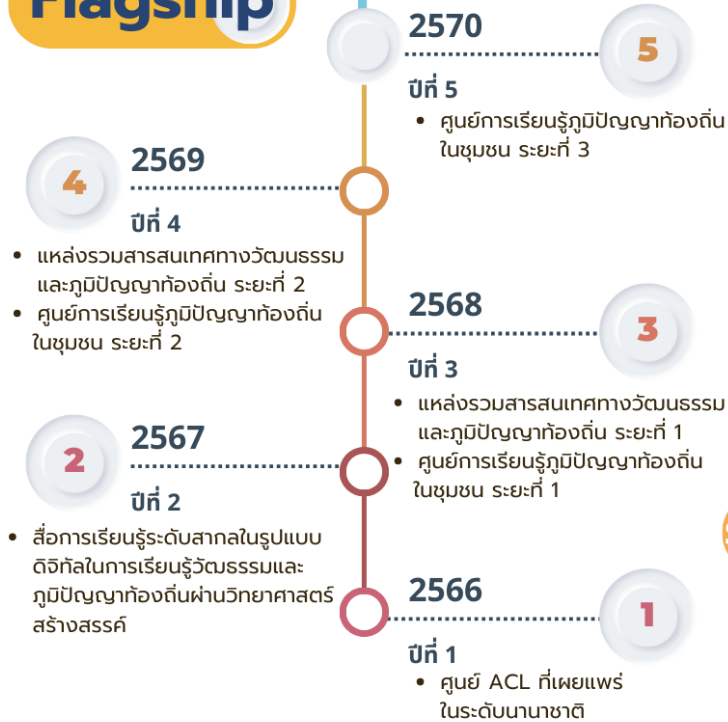 Flagship
2570
5
ปีที่ 5
• ศูนย์การเรียนรู้ภูมิปัญญาท้องถิ่น
ในชุมชน ระยะที่ 3
4
2569
ปีที่ 4
• แหล่งรวมสารสนเทศทางวัฒนธรรม
และภูมิปัญญาท้องถิ่น ระยะที่ 2
• ศูนย์การเรียนรู้ภูมิปัญญาท้องถิ่น
ในชุมชน ระยะที่ 2
2568
3
ปีที่ 3
• แหล่งรวมสารสนเทศทางวัฒนธรรม
และภูมิปัญญาท้องถิ่น ระยะที่ 1
• ศูนย์การเรียนรู้ภูมิปัญญาท้องถิ่น
ในชุมชน ระยะที่ 1
2
2567
ปีที่ 2
• สื่อการเรียนรู้ระดับสากลในรูปแบบ
ดิจิทัลในการเรียนรู้วัฒธรรมและ
ภูมิปัญญาท้องถิ่นผ่านวิทยาศาสตร์
สร้างสรรค์
2566
1
ปีที่ 1
• ศูนย์ ACL ที่เผยแพร่
ในระดับนานาชาติ